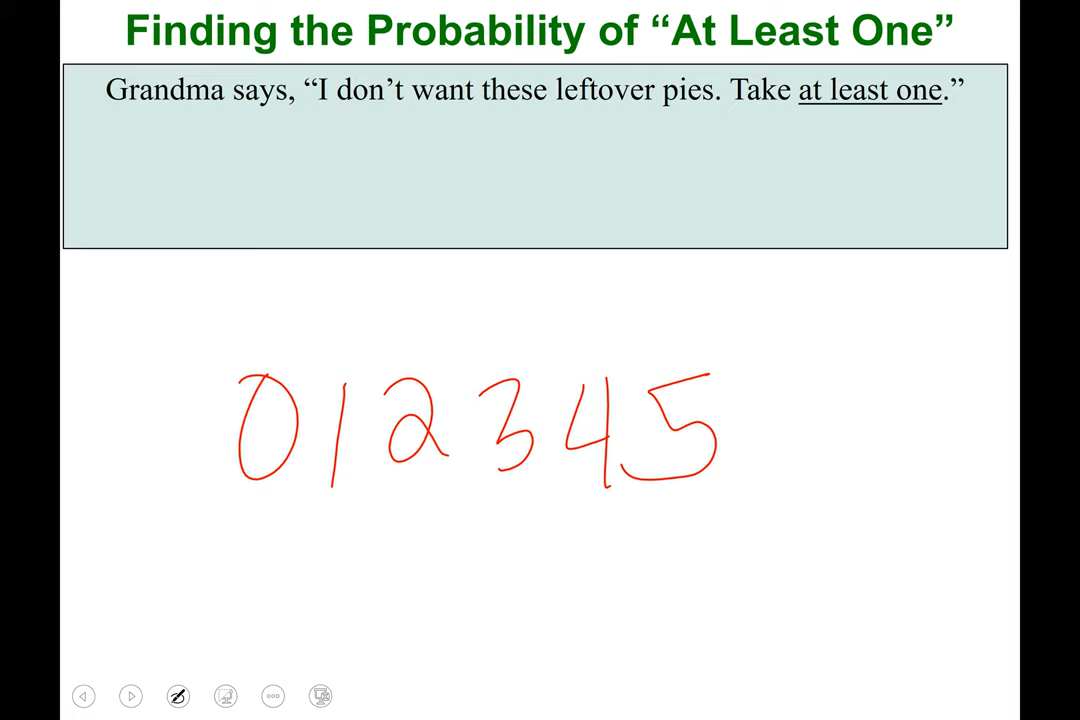 Finding the Probability of “At Least One”
Grandma says, “I don’t want these leftover pies. Take at least one.”
0 1 2 3 4 5